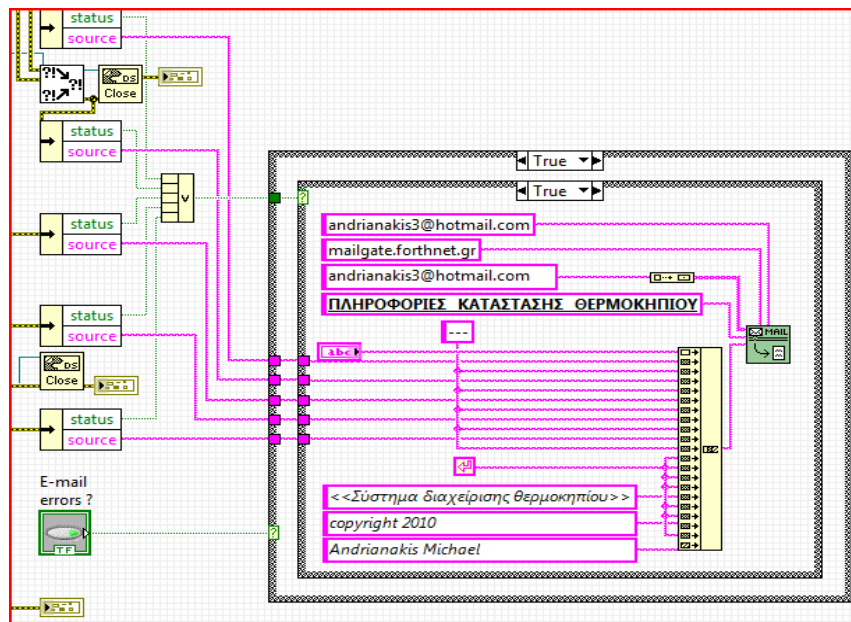 status
source
?!
?!
?!
DS
Close
status
source
True
True
status
source
andrianakis3@hotmail.com
mailgate.forthnet.gr
andrianakis3@hotmail.com
ΠΛΗΡΟΦΟΡΙΕΣ ΚΑΤΑΣΤΑΣΗΣ ΘΕΡΜΟΚΗΠΙΟΥ
MAIL
---
abc
status
source
DS
Close
status
source
E-mail
errors ?
TF
<<Σύστημα διαχείρισης θερμοκηπίου>>
copyright 2010
Andrianakis Michael